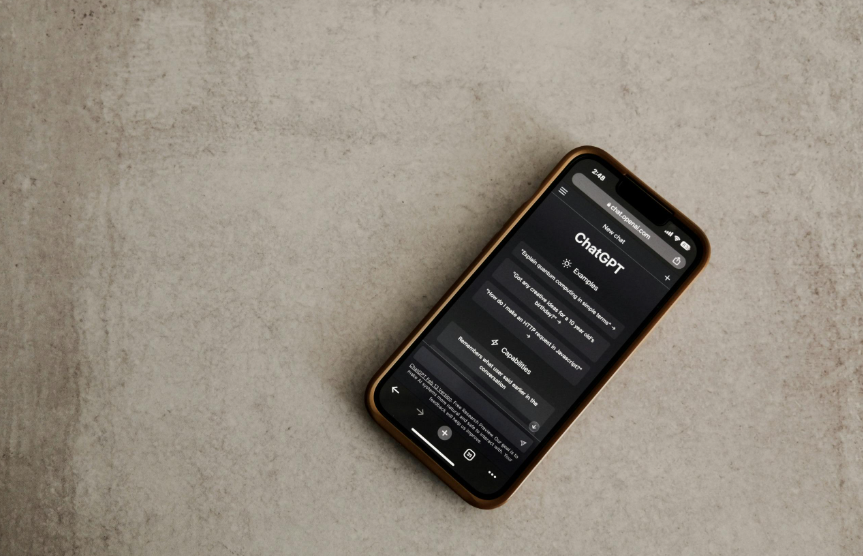 2:48
chat.openai.com
New chat
ChatGPT
Examples
"Explain quantum computing in simple terms" →
"Got any creative ideas for a 10 year old's
birthday?" →
"How do I make an HTTP request in Javascript?"
→
Capabilities
Remembers what user said earlier in the
conversation
ChatGPT Feb 13 Version. Free Research Preview. Our goal is to
make AI systems more natural and safe to interact with. Your
feedback will help us improve.